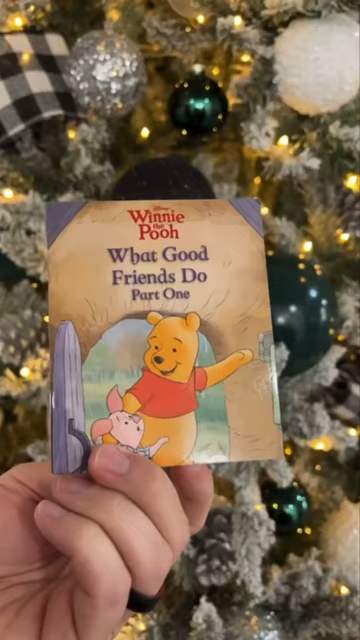 Disney
Winnie
the
Pooh
What Good
Friends Do
Part One